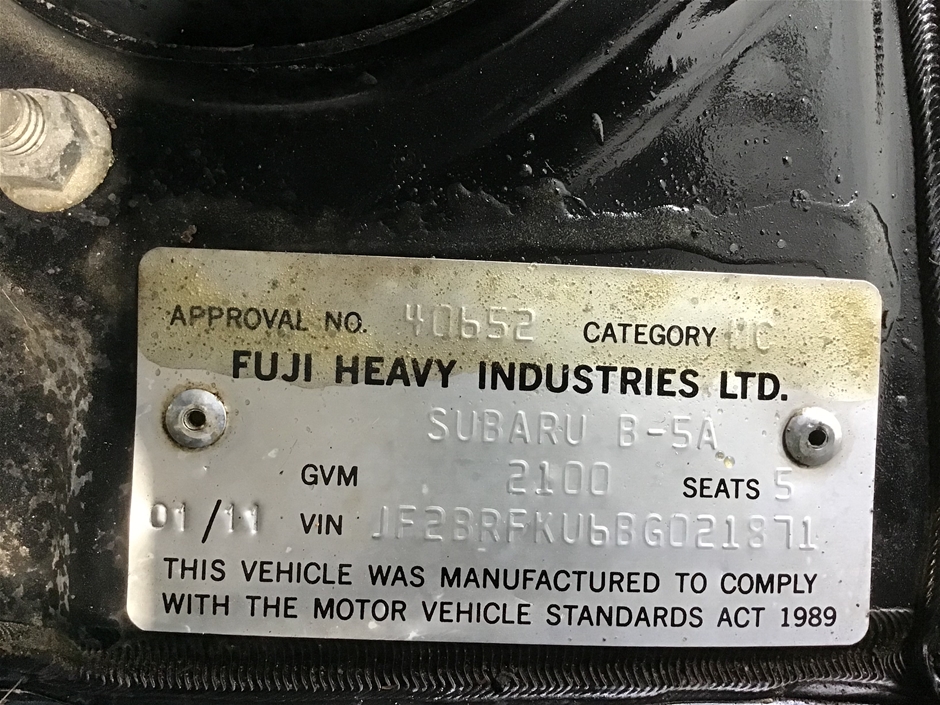 APPROVAL NO. 40652 CATEGORY MC
FUJI HEAVY INDUSTRIES LTD.
SUBARU B-5A
GVM 2100 SEATS 5
01/11 VIN JF2BRFKU6BG021871
THIS VEHICLE WAS MANUFACTURED TO COMPLY
WITH THE MOTOR VEHICLE STANDARDS ACT 1989